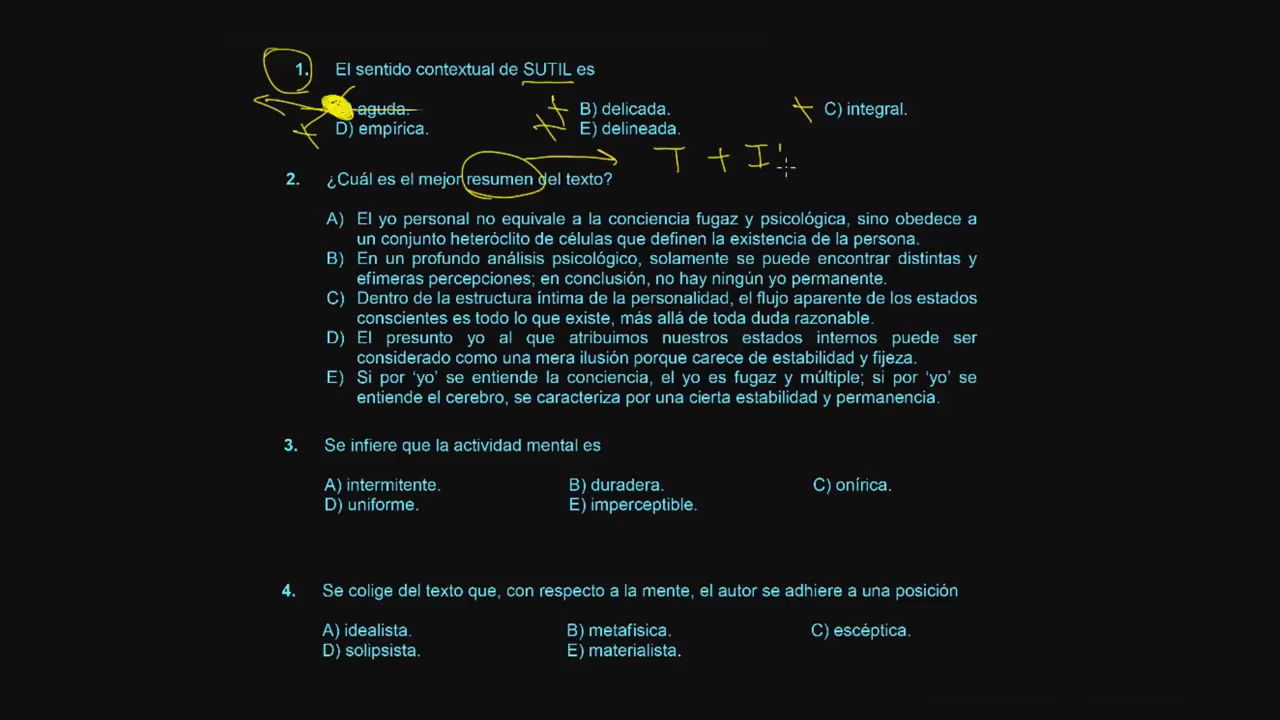 1. El sentido contextual de SUTIL es
aguda. B) delicada. C) integral.
D) empírica. E) delineada.
T + I'
2. ¿Cuál es el mejor resumen del texto?
A) El yo personal no equivale a la conciencia fugaz y psicológica, sino obedece a
un conjunto heteróclito de células que definen la existencia de la persona.
B) En un profundo análisis psicológico, solamente se puede encontrar distintas y
efímeras percepciones; en conclusión, no hay ningún yo permanente.
C) Dentro de la estructura íntima de la personalidad, el flujo aparente de los estados
conscientes es todo lo que existe, más allá de toda duda razonable.
D) El presunto yo al que atribuimos nuestros estados internos puede ser
considerado como una mera ilusión porque carece de estabilidad y fijeza.
E) Si por ‘yo’ se entiende la conciencia, el yo es fugaz y múltiple; si por ‘yo’ se
entiende el cerebro, se caracteriza por una cierta estabilidad y permanencia.
3. Se infiere que la actividad mental es
A) intermitente. B) duradera. C) onírica.
D) uniforme. E) imperceptible.
4. Se colige del texto que, con respecto a la mente, el autor se adhiere a una posición
A) idealista. B) metafísica. C) escéptica.
D) solipsista. E) materialista.